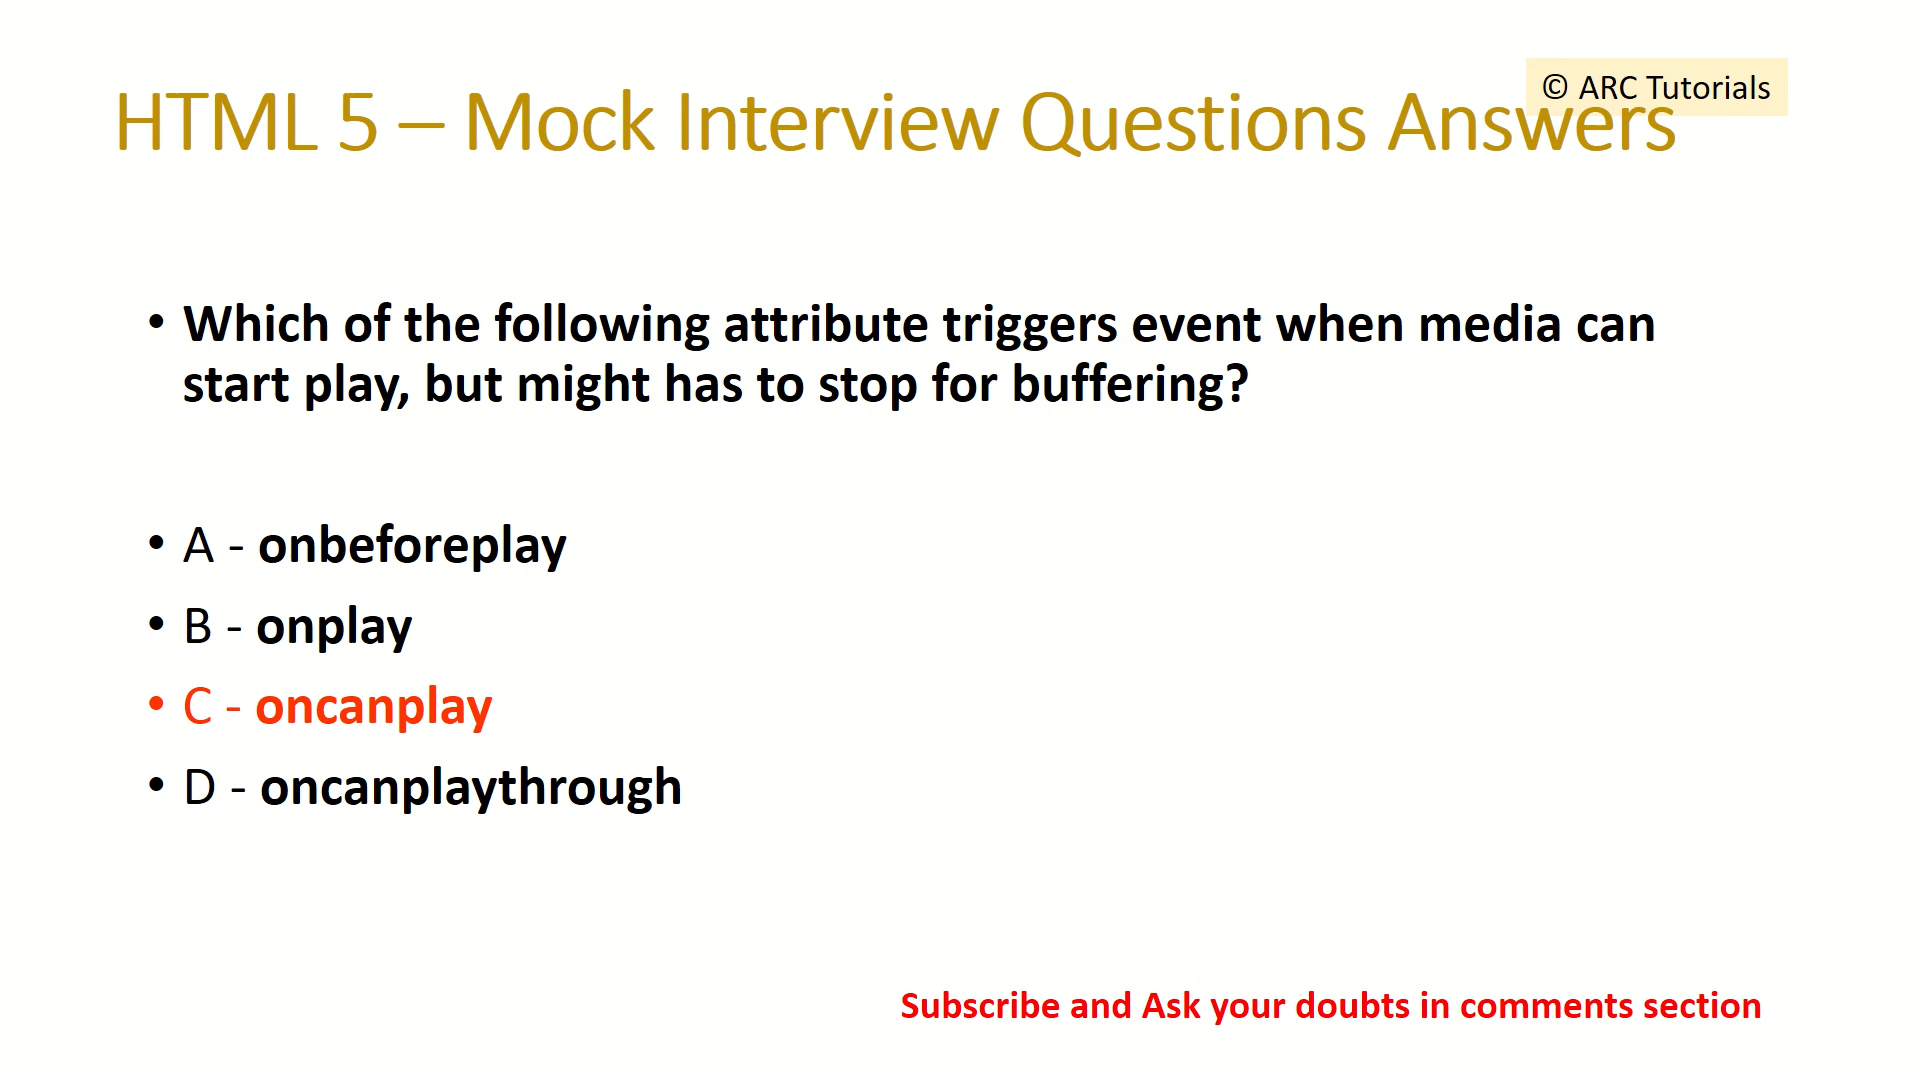 © ARC Tutorials
HTML 5 – Mock Interview Questions Answers
• Which of the following attribute triggers event when media can
start play, but might has to stop for buffering?
• A - onbeforeplay
• B - onplay
• C - oncanplay
• D - oncanplaythrough
Subscribe and Ask your doubts in comments section